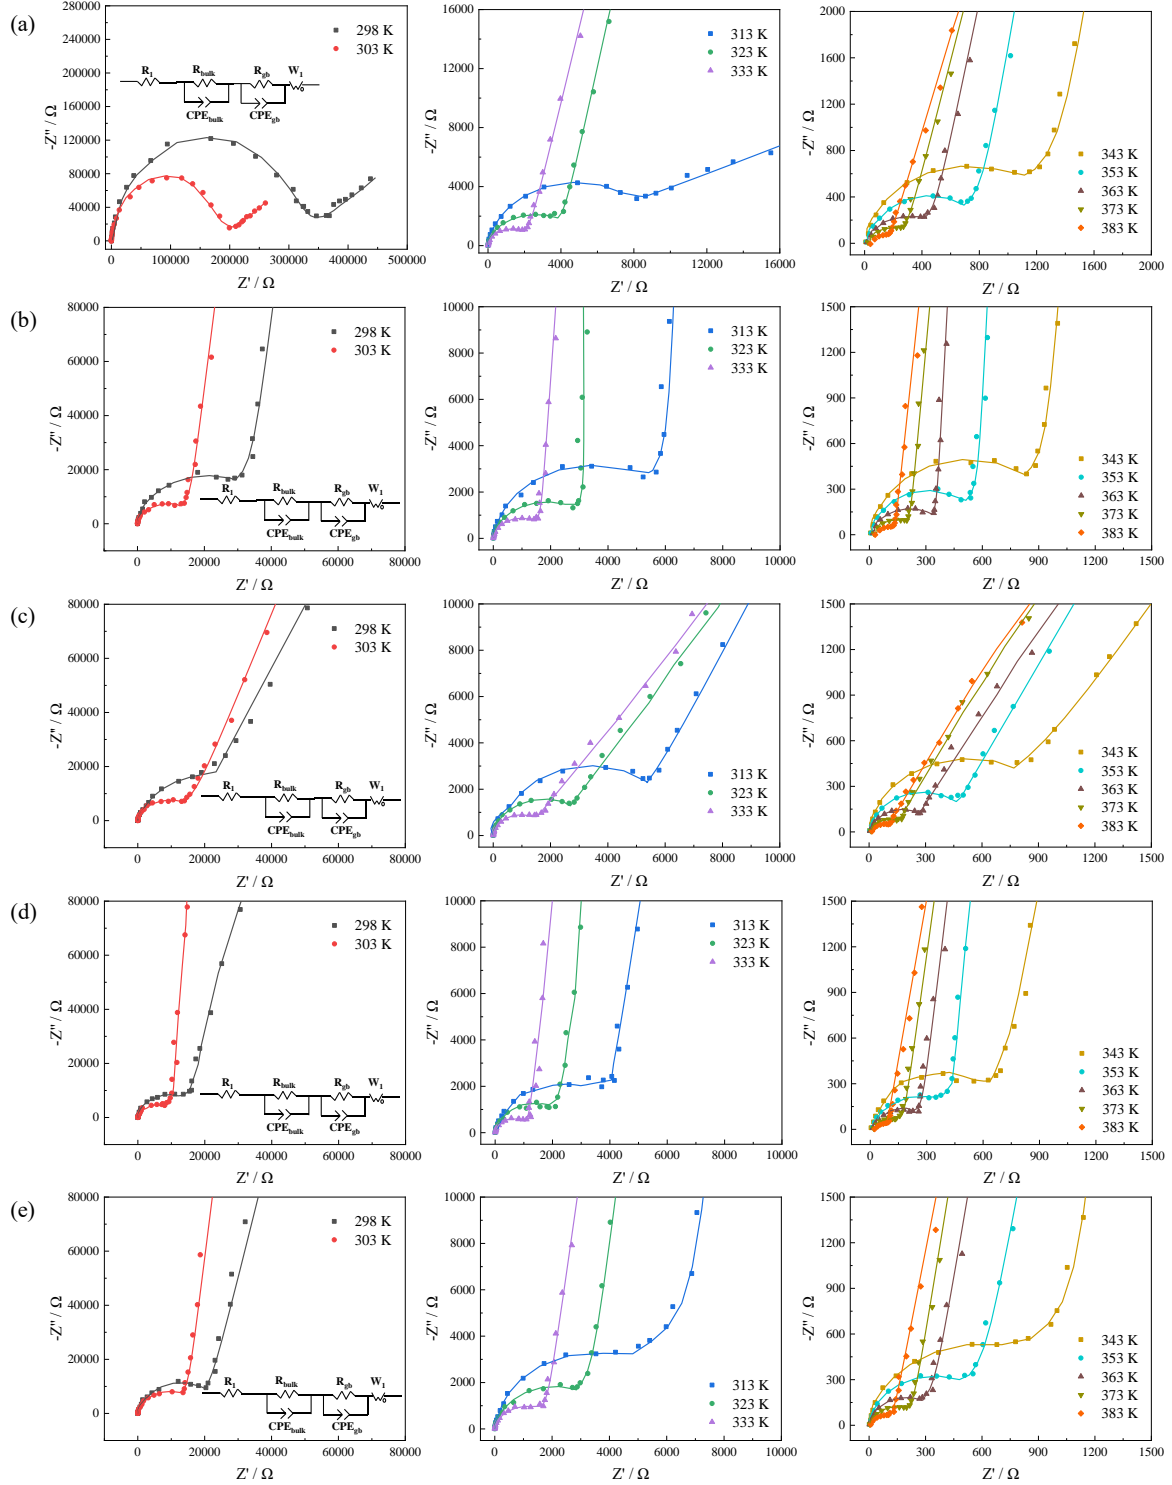 (a)
-Z'' / Ω
280000
240000
200000
160000
120000
80000
40000
0
0
100000
200000
300000
400000
500000
Z' / Ω
298 K
303 K
R1
Rbulk
Rgb
W1
CPEbulk
CPEgb
-Z'' / Ω
16000
12000
8000
4000
0
0
4000
8000
12000
16000
Z' / Ω
313 K
323 K
333 K
-Z'' / Ω
2000
1600
1200
800
400
0
0
400
800
1200
1600
2000
Z' / Ω
343 K
353 K
363 K
373 K
383 K
(b)
-Z'' / Ω
80000
60000
40000
20000
0
0
20000
40000
60000
80000
Z' / Ω
298 K
303 K
R1
Rbulk
Rgb
W1
CPEbulk
CPEgb
-Z'' / Ω
10000
8000
6000
4000
2000
0
0
2000
4000
6000
8000
10000
Z' / Ω
313 K
323 K
333 K
-Z'' / Ω
1500
1200
900
600
300
0
0
300
600
900
1200
1500
Z' / Ω
343 K
353 K
363 K
373 K
383 K
(c)
-Z'' / Ω
80000
60000
40000
20000
0
0
20000
40000
60000
80000
Z' / Ω
298 K
303 K
R1
Rbulk
Rgb
W1
CPEbulk
CPEgb
-Z'' / Ω
10000
8000
6000
4000
2000
0
0
2000
4000
6000
8000
10000
Z' / Ω
313 K
323 K
333 K
-Z'' / Ω
1500
1200
900
600
300
0
0
300
600
900
1200
1500
Z' / Ω
343 K
353 K
363 K
373 K
383 K
(d)
-Z'' / Ω
80000
60000
40000
20000
0
0
20000
40000
60000
80000
Z' / Ω
298 K
303 K
R1
Rbulk
Rgb
W1
CPEbulk
CPEgb
-Z'' / Ω
10000
8000
6000
4000
2000
0
0
2000
4000
6000
8000
10000
Z' / Ω
313 K
323 K
333 K
-Z'' / Ω
1500
1200
900
600
300
0
0
300
600
900
1200
1500
Z' / Ω
343 K
353 K
363 K
373 K
383 K
(e)
-Z'' / Ω
80000
60000
40000
20000
0
0
20000
40000
60000
80000
Z' / Ω
298 K
303 K
R1
Rbulk
Rgb
W1
CPEbulk
CPEgb
-Z'' / Ω
10000
8000
6000
4000
2000
0
0
2000
4000
6000
8000
10000
Z' / Ω
313 K
323 K
333 K
-Z'' / Ω
1500
1200
900
600
300
0
0
300
600
900
1200
1500
Z' / Ω
343 K
353 K
363 K
373 K
383 K